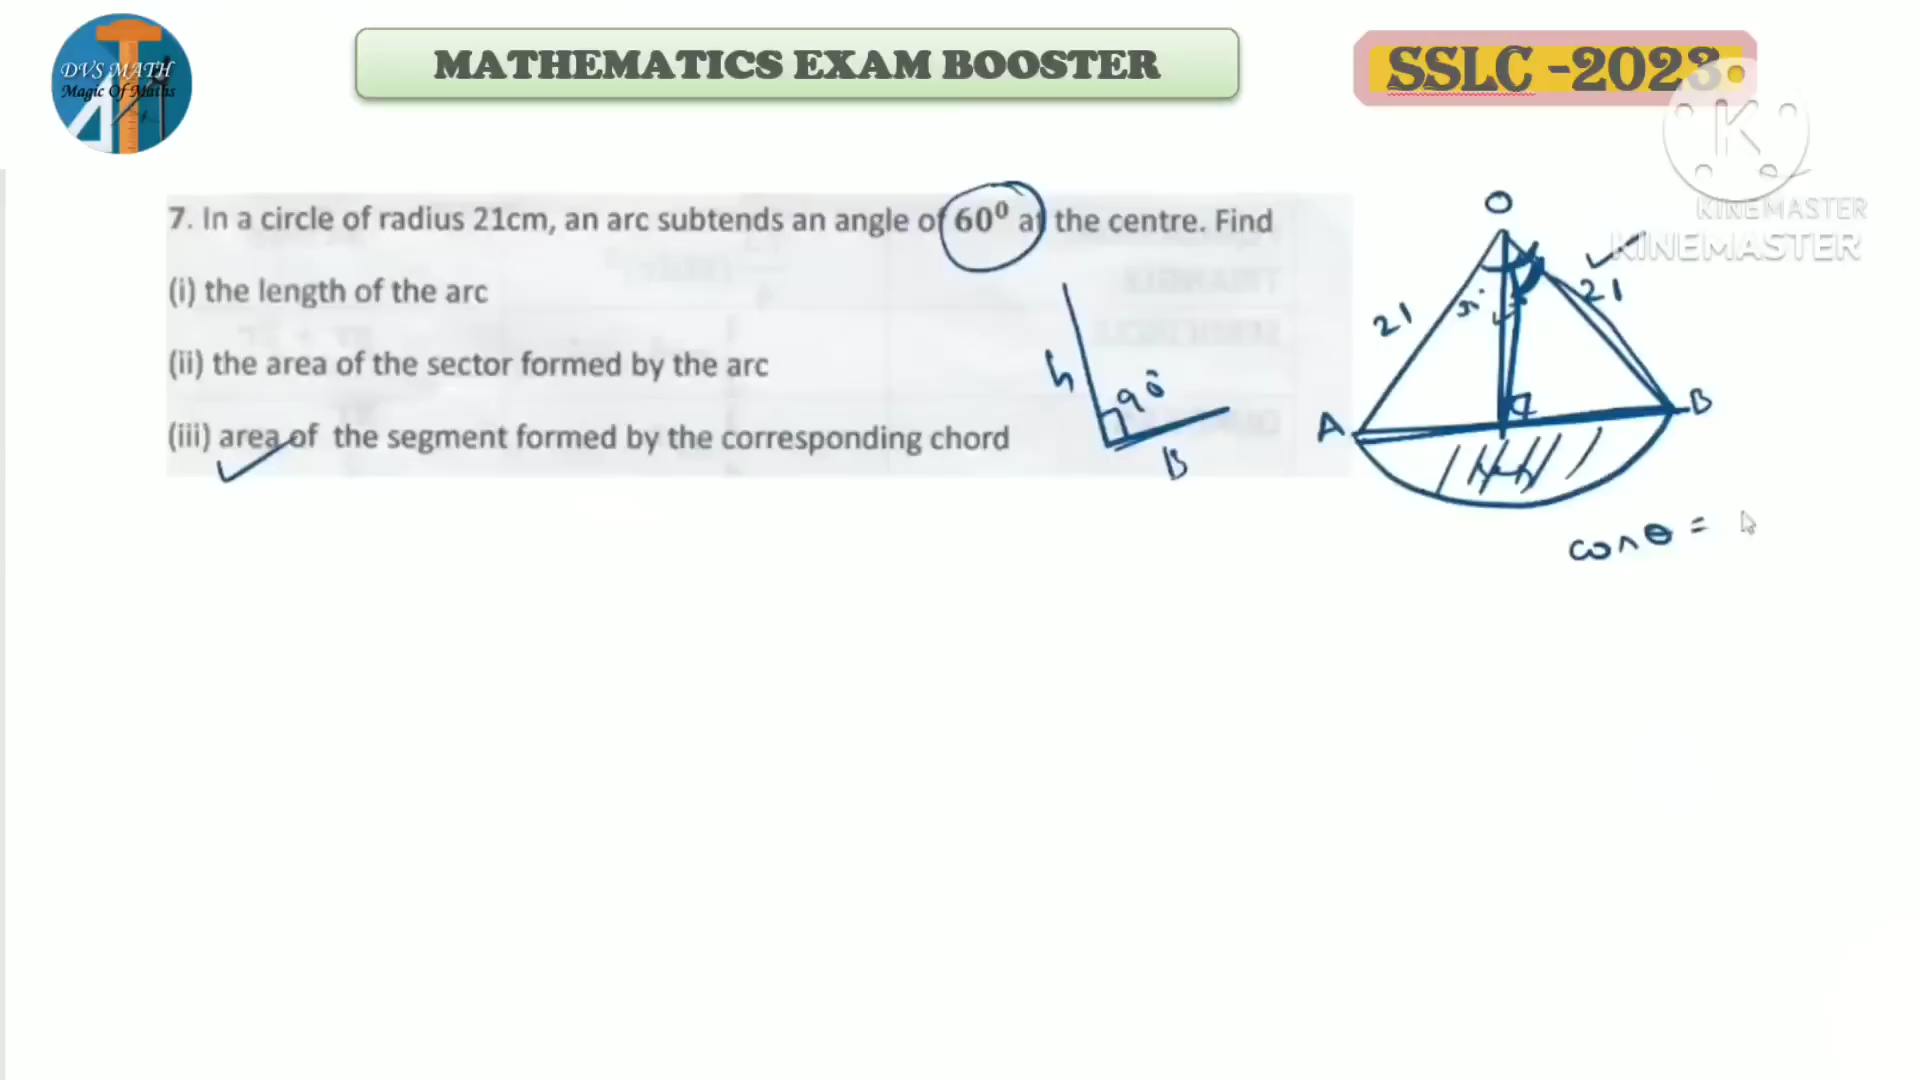 DVS MATH
Magic Of Maths
MATHEMATICS EXAM BOOSTER
SSLC -2023
KINEMASTER
KINEMASTER
7. In a circle of radius 21cm, an arc subtends an angle of 60⁰ at the centre. Find
(i) the length of the arc
(ii) the area of the sector formed by the arc
(iii) area of the segment formed by the corresponding chord
h
90°
B
O
21
21
A
B
cos θ =